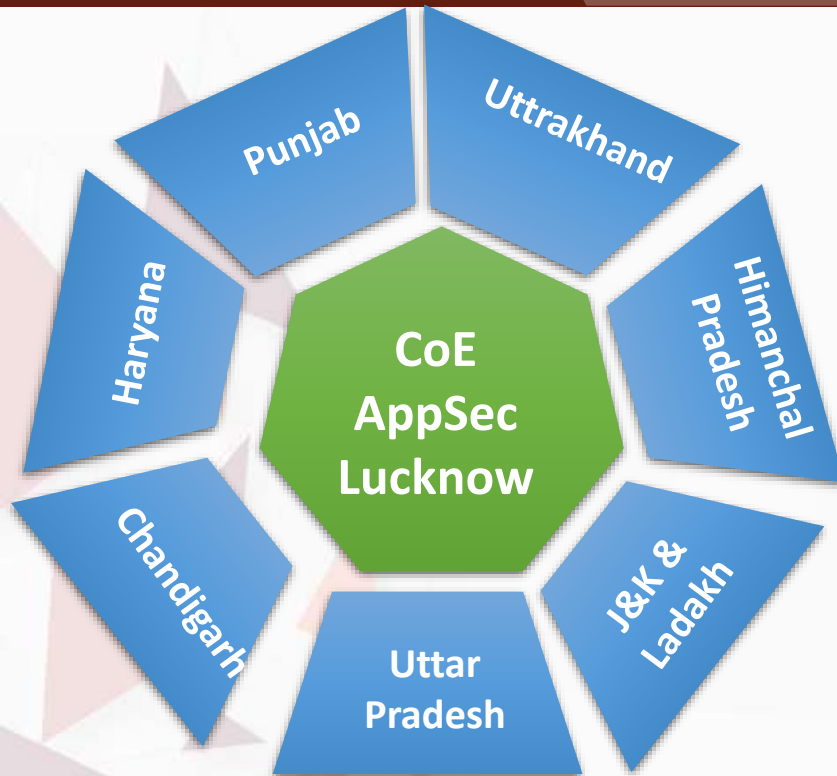 Punjab
Uttrakhand
Haryana
Himanchal
Pradesh
CoE
AppSec
Lucknow
Chandigarh
J&K &
Ladakh
Uttar
Pradesh